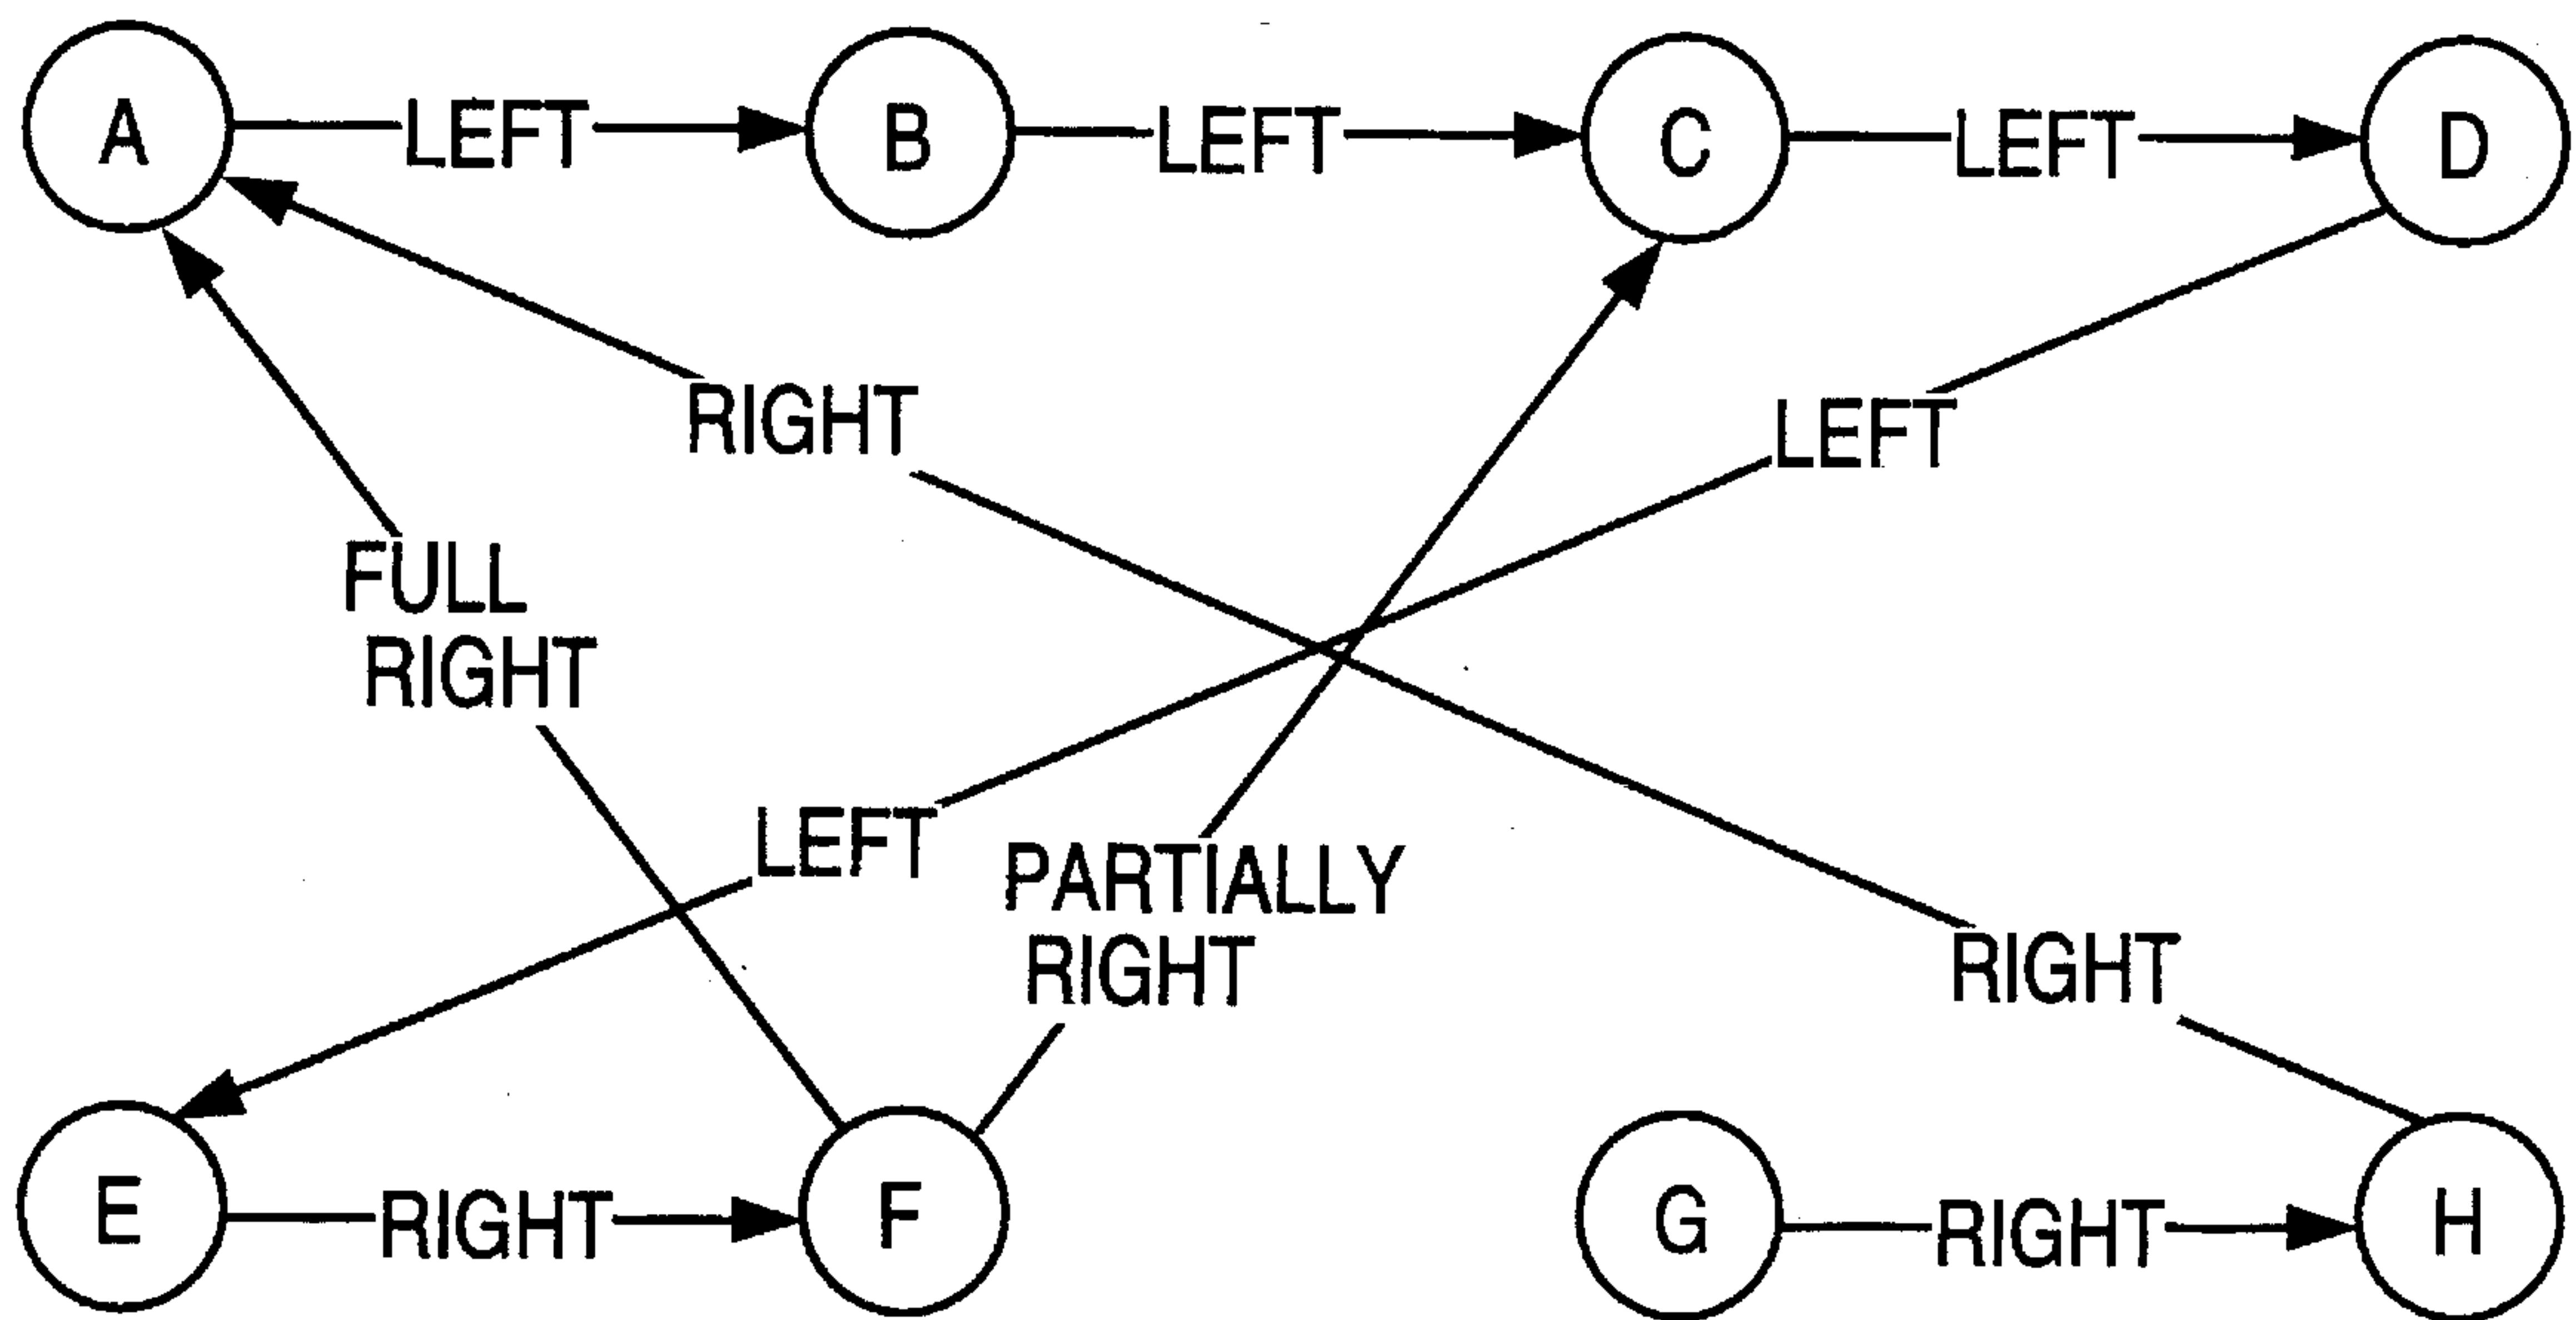 A LEFT B LEFT C LEFT D
RIGHT
LEFT
FULL
RIGHT
LEFT
PARTIALLY
RIGHT
RIGHT
E RIGHT F
G RIGHT H